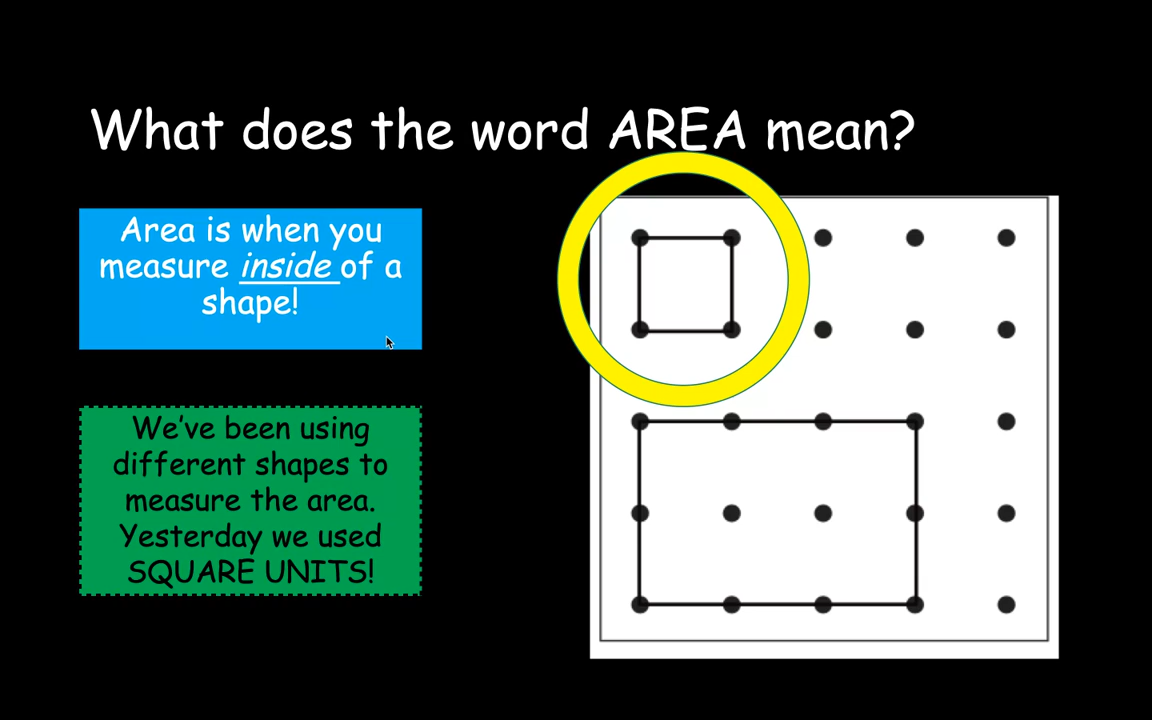 What does the word AREA mean?
Area is when you
measure inside of a
shape!
We've been using
different shapes to
measure the area.
Yesterday we used
SQUARE UNITS!